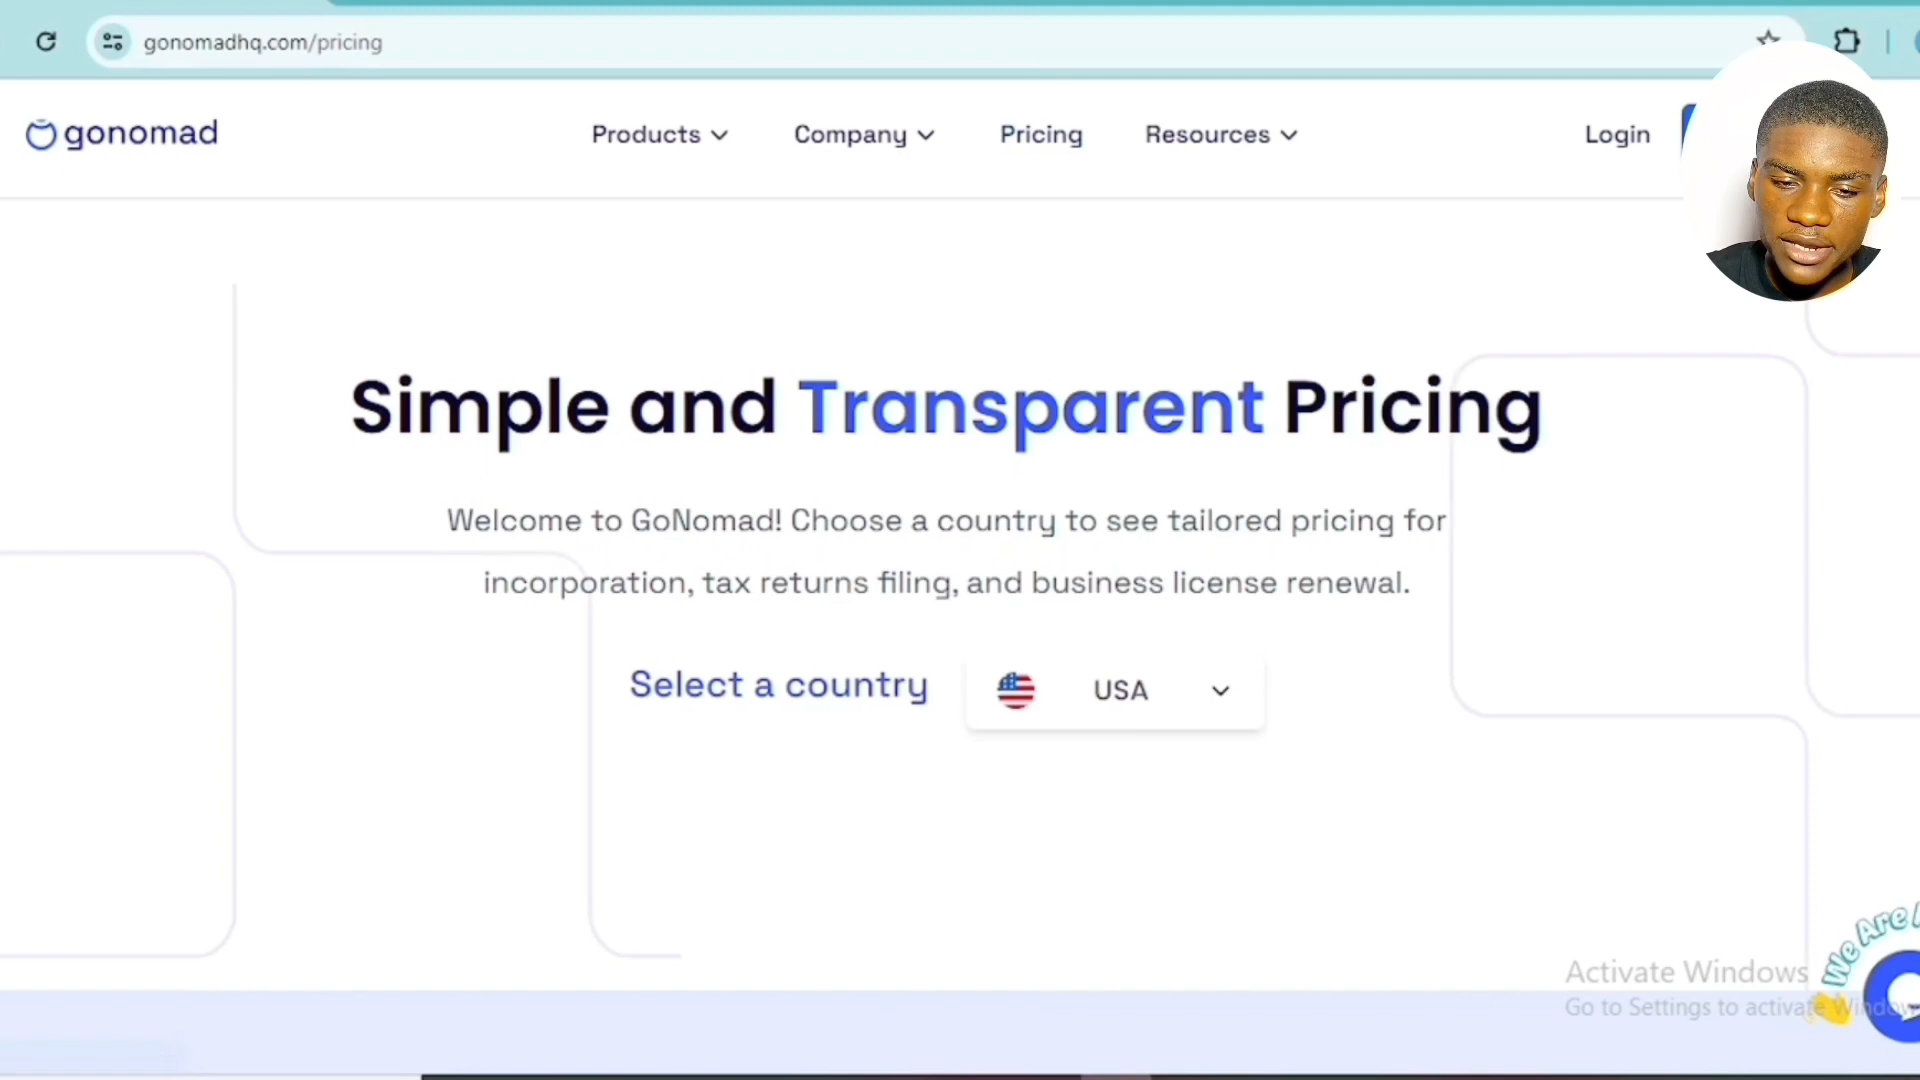 gonomadhq.com/pricing
gonomad
Products
Company
Pricing
Resources
Login
Simple and Transparent Pricing
Welcome to GoNomad! Choose a country to see tailored pricing for
incorporation, tax returns filing, and business license renewal.
Select a country
USA
We Are
Activate Windows
Go to Settings to activate Windows